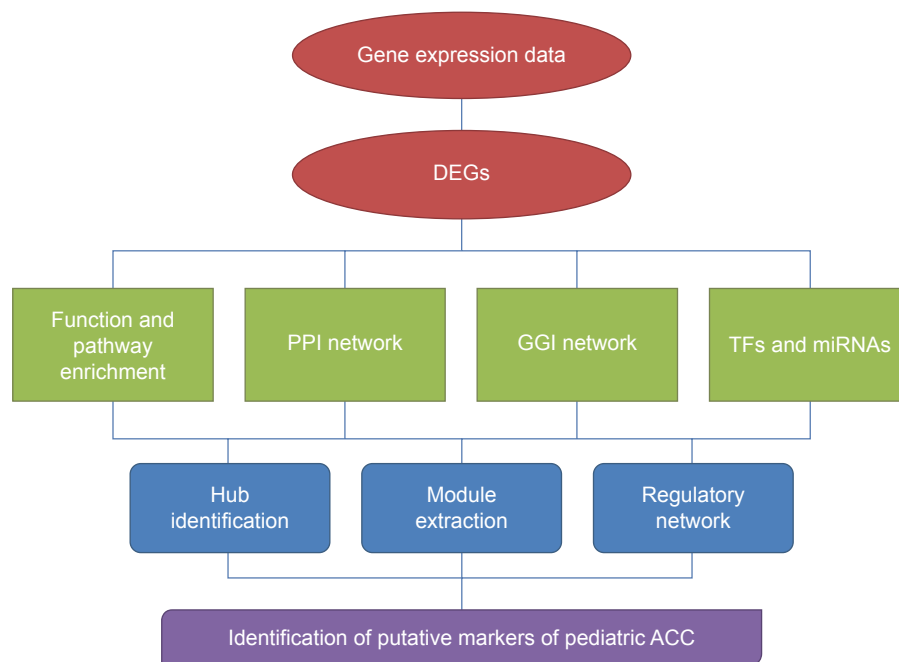 Gene expression data
DEGs
Function and
pathway
enrichment
PPI network
GGI network
TFs and miRNAs
Hub
identification
Module
extraction
Regulatory
network
Identification of putative markers of pediatric ACC